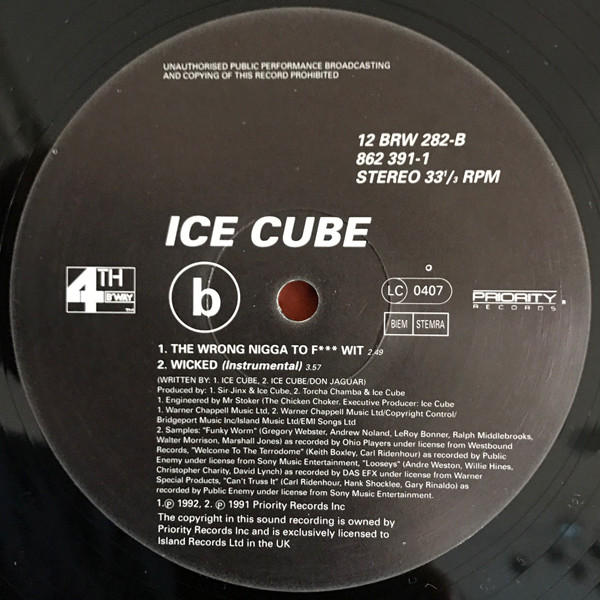 UNAUTHORISED PUBLIC PERFORMANCE BROADCASTING
AND COPYING OF THIS RECORD PROHIBITED
12 BRW 282-B
862 391-1
STEREO 33⅓ RPM
ICE CUBE
4TH
B'WAY
b
LC 0407
BIEM STEMRA
PRIORITY
RECORDS
1. THE WRONG NIGGA TO F*** WIT 2.49
2. WICKED (Instrumental) 3.57
(WRITTEN BY: 1. ICE CUBE, 2. ICE CUBE/DON JAGUAR)
Produced by: 1. Sir Jinx & Ice Cube, 2. Torcha Chamba & Ice Cube
1. Engineered by Mr Stoker (The Chicken Choker. Executive Producer: Ice Cube
1. Warner Chappell Music Ltd, 2. Warner Chappell Music Ltd/Copyright Control/
Bridgeport Music Inc/Island Music Ltd/EMI Songs Ltd
2. Samples: "Funky Worm" (Gregory Webster, Andrew Noland, LeRoy Bonner, Ralph Middlebrooks,
Walter Morrison, Marshall Jones) as recorded by Ohio Players under license from Westbound
Records, "Welcome To The Terrodome" (Keith Boxley, Carl Ridenhour) as recorded by Public
Enemy under license from Sony Music Entertainment, "Looseys" (Andre Weston, Willie Hines,
Christopher Charity, David Lynch) as recorded by DAS EFX under license from Warner
Special Products, "Can't Truss It" (Carl Ridenhour, Hank Shocklee, Gary Rinaldo) as
recorded by Public Enemy under license from Sony Music Entertainment.
1.℗ 1992, 2. ℗ 1991 Priority Records Inc
The copyright in this sound recording is owned by
Priority Records Inc and is exclusively licensed to
Island Records Ltd in the UK